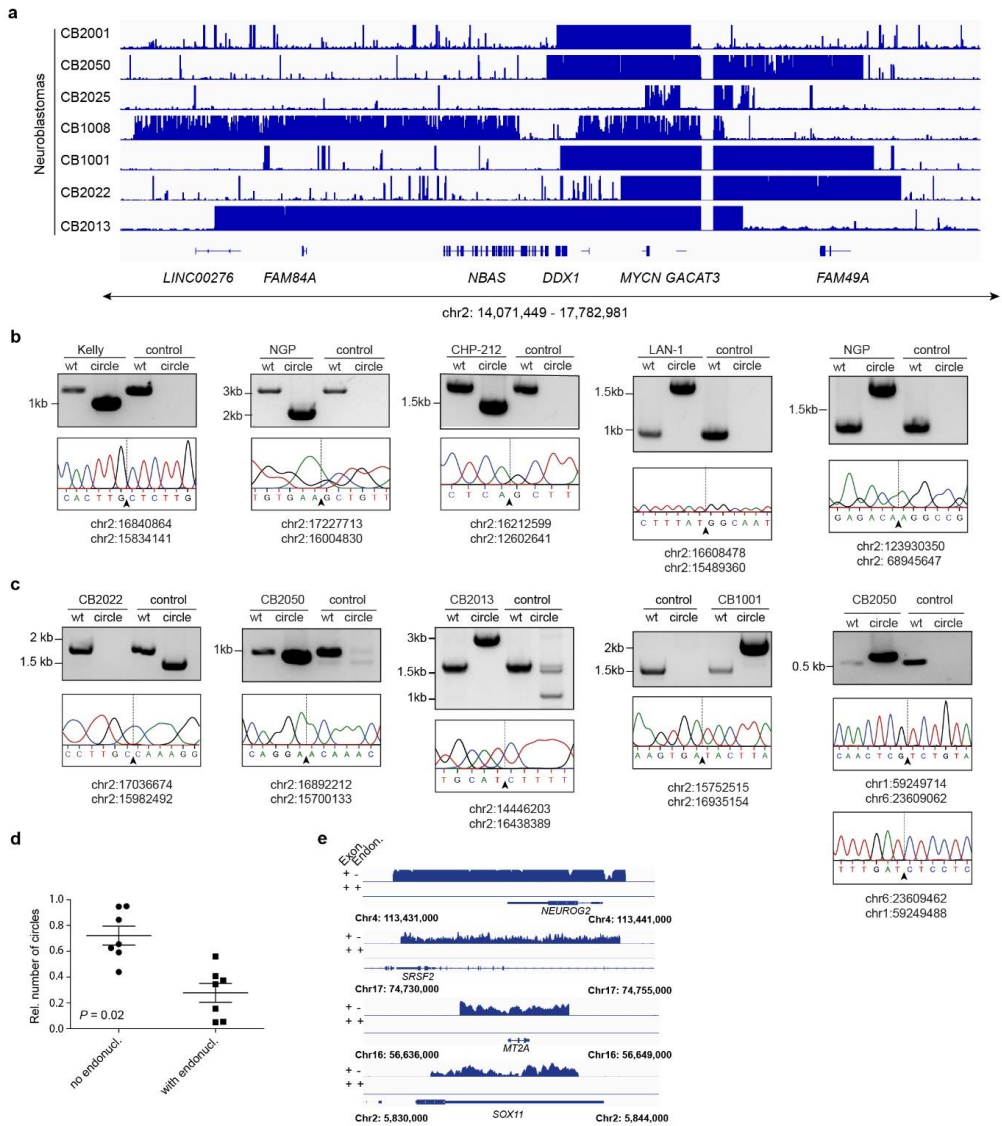 a
Neuroblastomas
CB2001
CB2050
CB2025
CB1008
CB1001
CB2022
CB2013
LINC00276 FAM84A NBAS DDX1 MYCN GACAT3 FAM49A
chr2: 14,071,449 - 17,782,981
b
Kelly control
wt circle wt circle
1kb
CACTTGCTCTTG
chr2:16840864
chr2:15834141
NGP control
wt circle wt circle
3kb
2kb
TGTGAAGCTGTT
chr2:17227713
chr2:16004830
CHP-212 control
wt circle wt circle
1.5kb
CTCAGCTT
chr2:16212599
chr2:12602641
LAN-1 control
wt circle wt circle
1.5kb
1kb
CTTTATGGCAAT
chr2:16608478
chr2:15489360
NGP control
wt circle wt circle
1.5kb
GAGACAAGGCCG
chr2:123930350
chr2: 68945647
c
CB2022 control
wt circle wt circle
2 kb
1.5 kb
CCTTGCCAAAGG
chr2:17036674
chr2:15982492
CB2050 control
wt circle wt circle
1kb
CAGGAACAAAC
chr2:16892212
chr2:15700133
CB2013 control
wt circle wt circle
3kb
1.5kb
1kb
TGCATCTTTT
chr2:14446203
chr2:16438389
control CB1001
wt circle wt circle
2kb
1.5kb
AAGTGATACTTA
chr2:15752515
chr2:16935154
CB2050 control
wt circle wt circle
0.5 kb
CAACTCGTCTGTA
chr1:59249714
chr6:23609062
TTTGATCTCCTC
chr6:23609462
chr1:59249488
d
Rel. number of circles
1.0
0.8
0.6
0.4
0.2
0.0
P = 0.02
no endonucl.
with endonucl.
e
Exon.
Endon.
+ -
+ +
NEUROG2
Chr4: 113,431,000 Chr4: 113,441,000
+ -
+ +
SRSF2
Chr17: 74,730,000 Chr17: 74,755,000
+ -
+ +
MT2A
Chr16: 56,636,000 Chr16: 56,649,000
+ -
+ +
SOX11
Chr2: 5,830,000 Chr2: 5,844,000